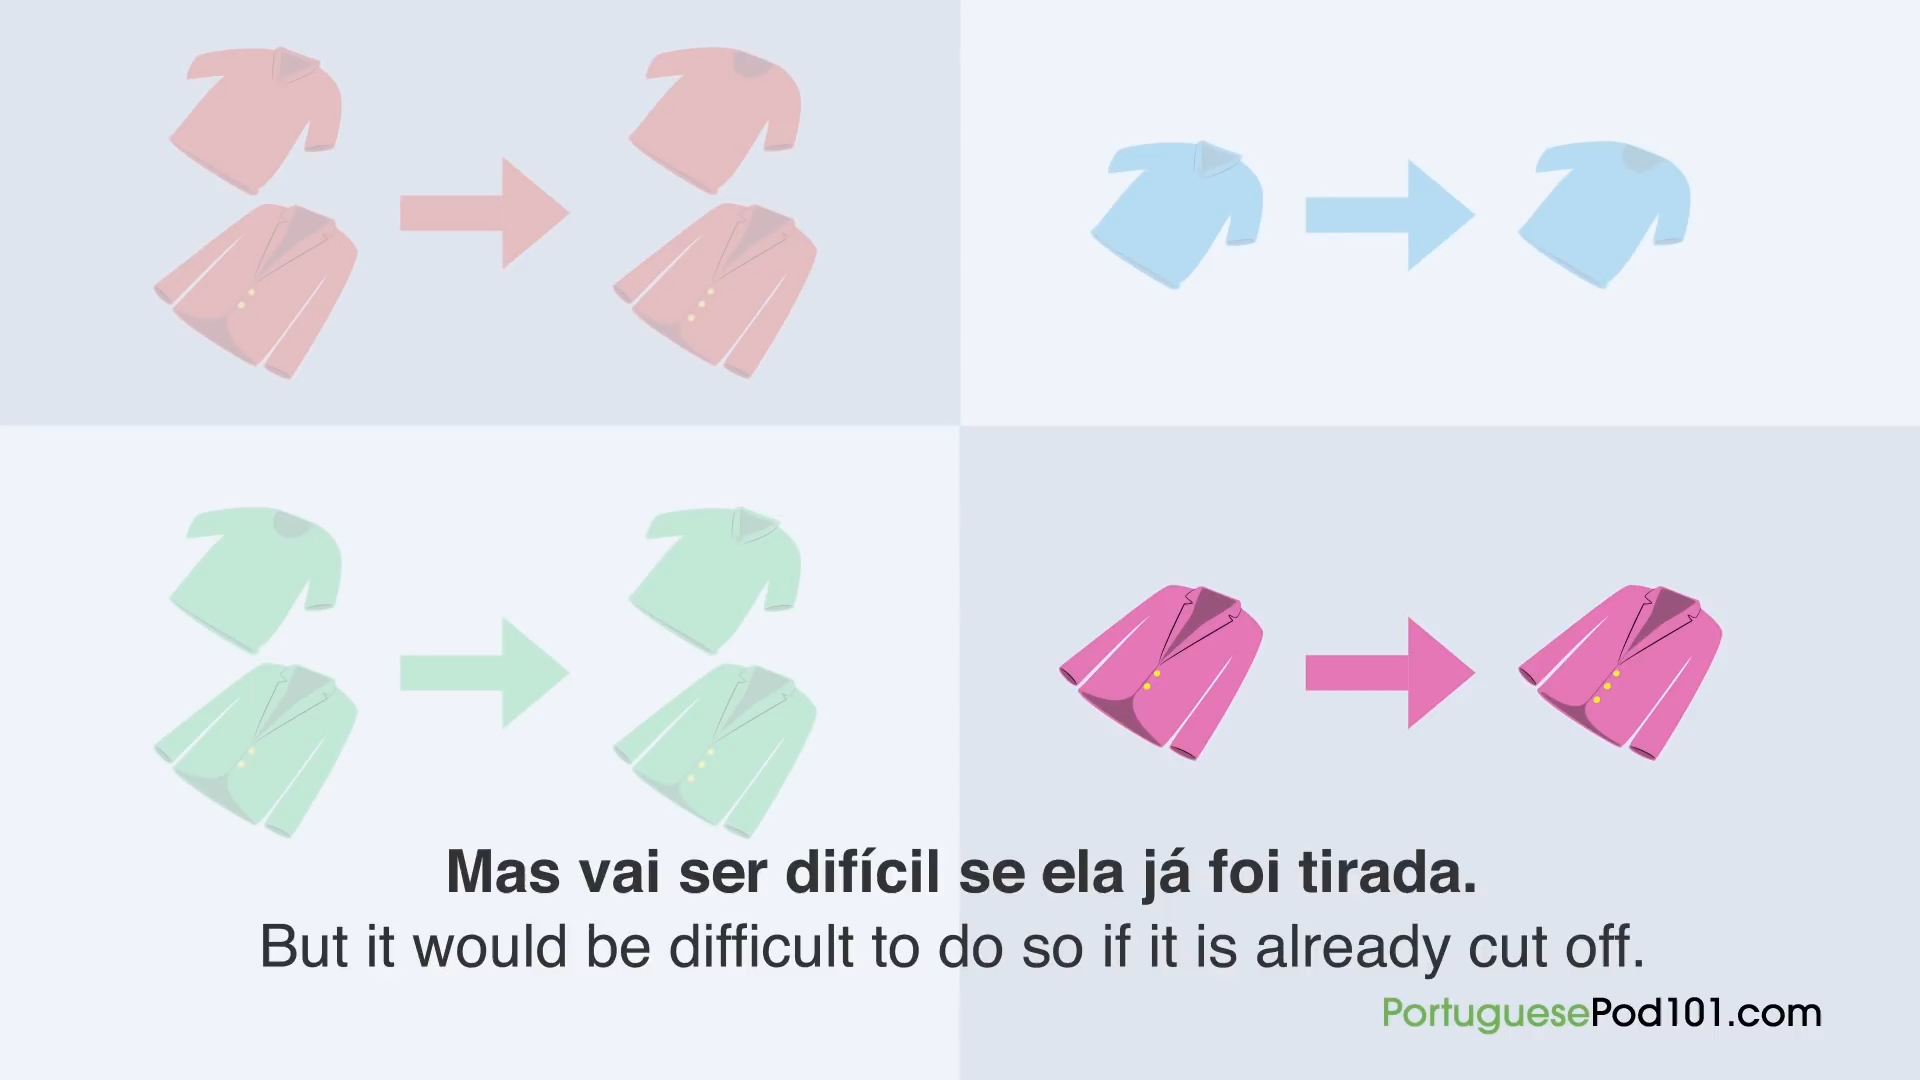 Mas vai ser difícil se ela já foi tirada.
But it would be difficult to do so if it is already cut off.
PortuguesePod101.com